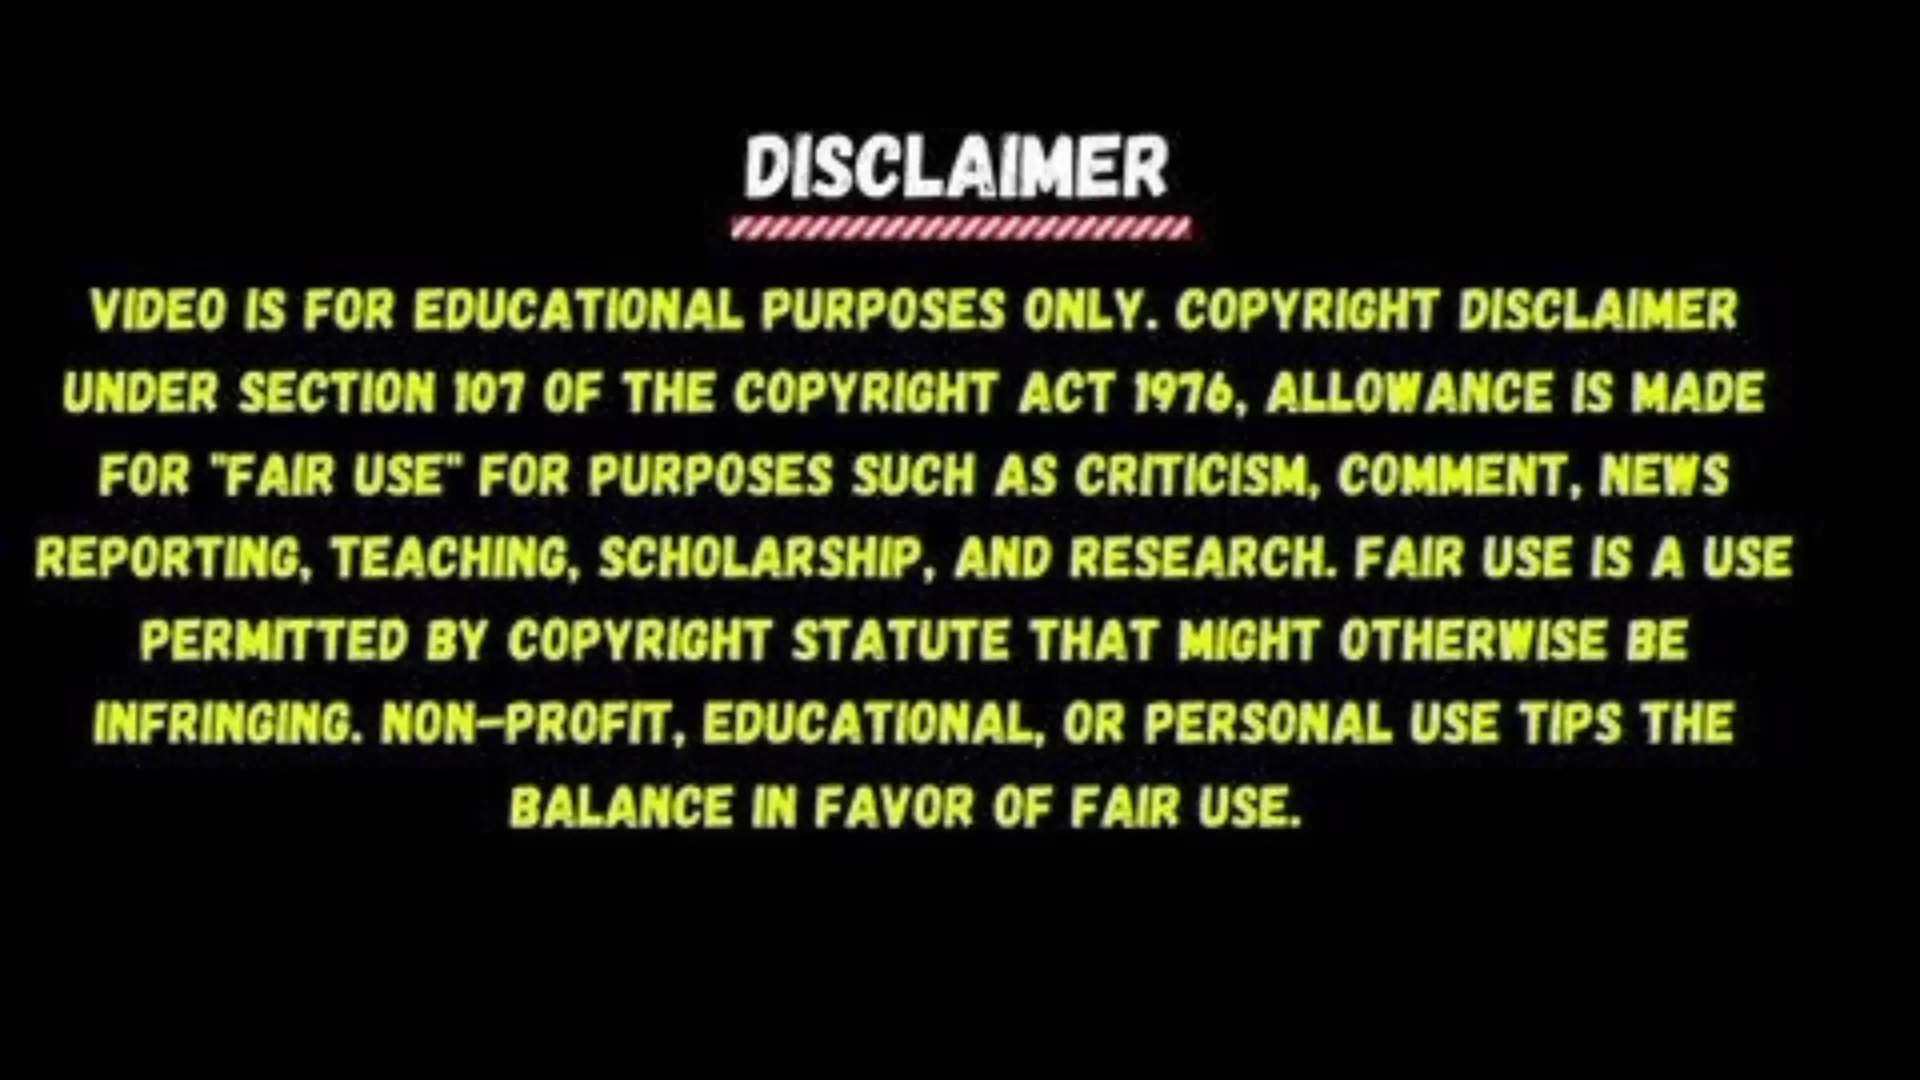 DISCLAIMER
VIDEO IS FOR EDUCATIONAL PURPOSES ONLY. COPYRIGHT DISCLAIMER
UNDER SECTION 107 OF THE COPYRIGHT ACT 1976, ALLOWANCE IS MADE
FOR "FAIR USE" FOR PURPOSES SUCH AS CRITICISM, COMMENT, NEWS
REPORTING, TEACHING, SCHOLARSHIP, AND RESEARCH. FAIR USE IS A USE
PERMITTED BY COPYRIGHT STATUTE THAT MIGHT OTHERWISE BE
INFRINGING. NON-PROFIT, EDUCATIONAL, OR PERSONAL USE TIPS THE
BALANCE IN FAVOR OF FAIR USE.